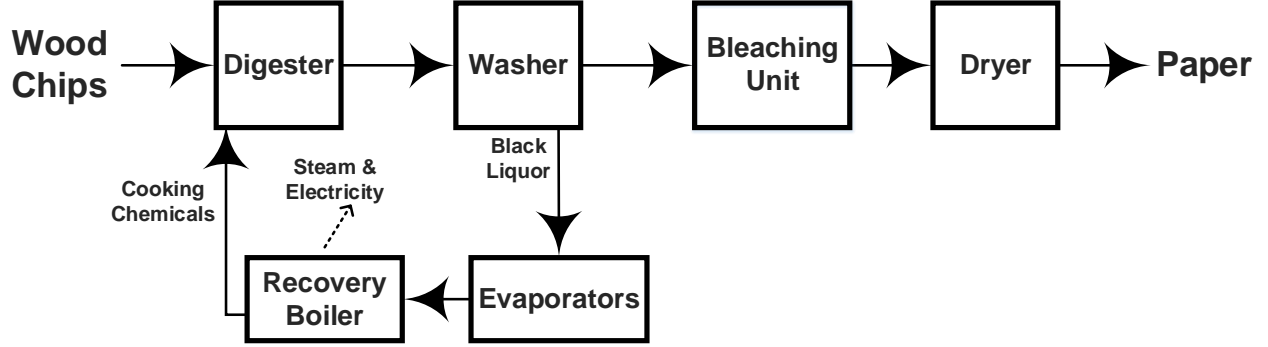 Wood
Chips
Digester
Washer
Bleaching
Unit
Dryer
Paper
Black
Liquor
Steam &
Electricity
Cooking
Chemicals
Recovery
Boiler
Evaporators